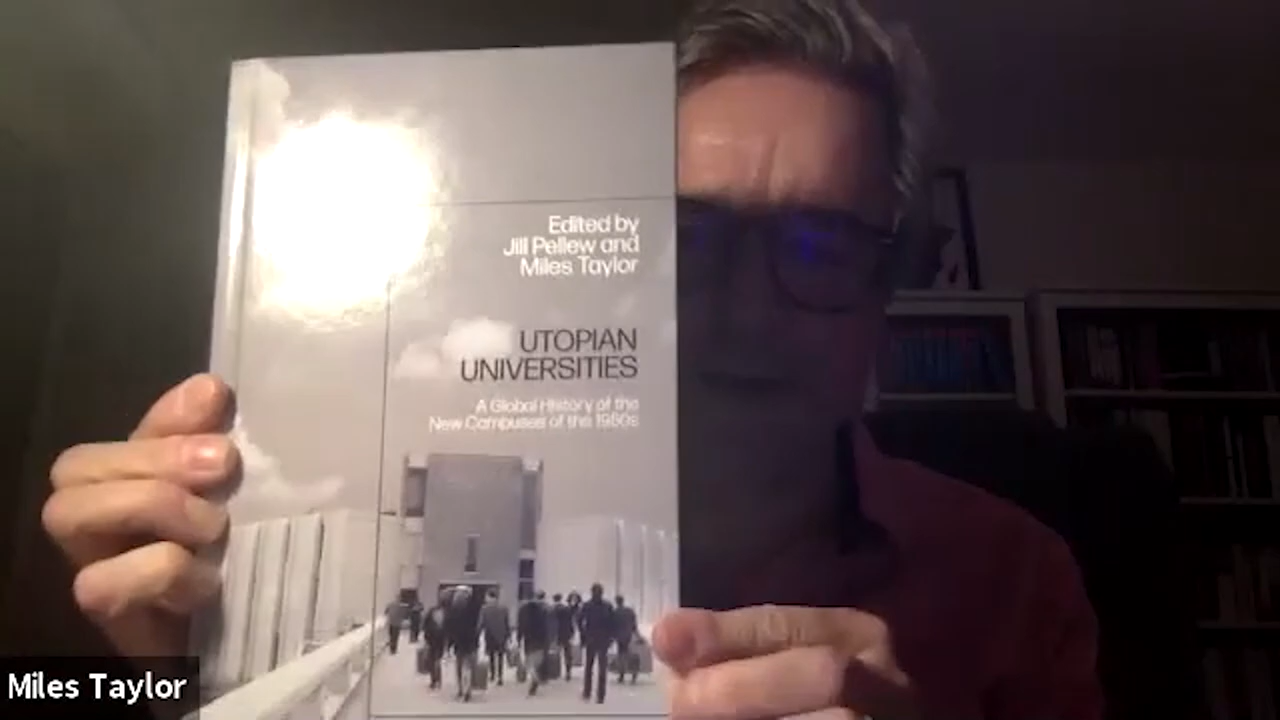 Edited by
Jill Pellew and
Miles Taylor
UTOPIAN
UNIVERSITIES
A Global History of the
New Campuses of the 1960s
Miles Taylor